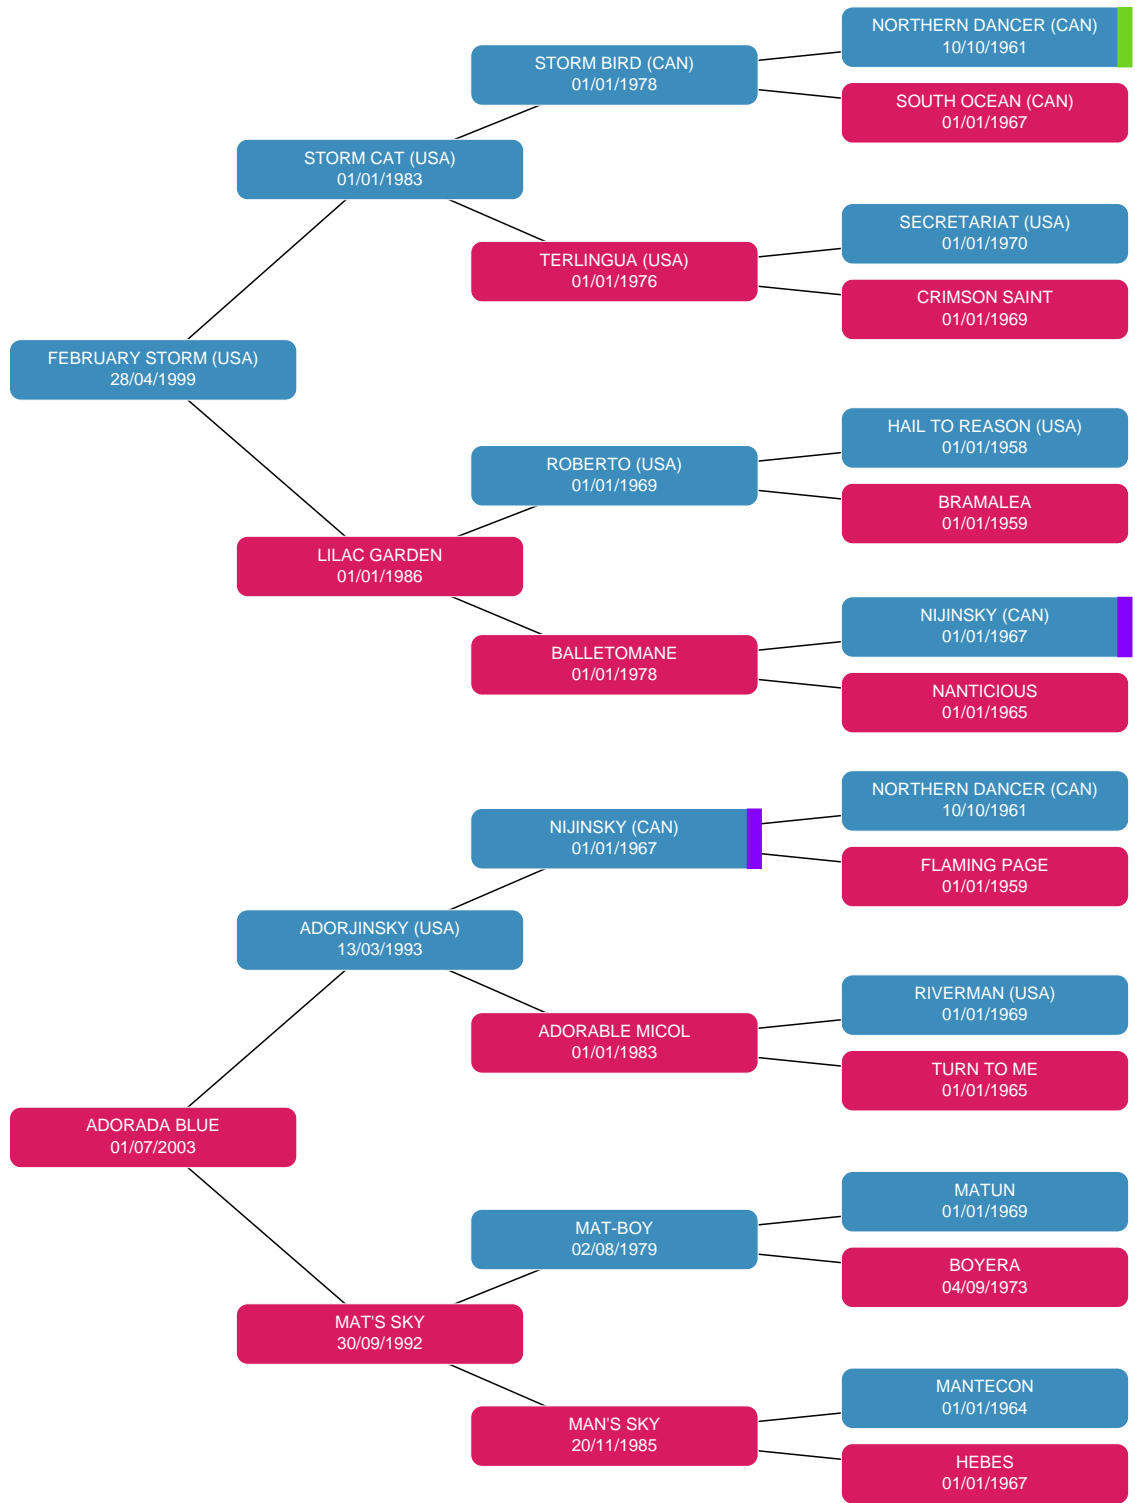 NORTHERN DANCER (CAN)
10/10/1961
STORM BIRD (CAN)
01/01/1978
SOUTH OCEAN (CAN)
01/01/1967
STORM CAT (USA)
01/01/1983
SECRETARIAT (USA)
01/01/1970
TERLINGUA (USA)
01/01/1976
CRIMSON SAINT
01/01/1969
FEBRUARY STORM (USA)
28/04/1999
HAIL TO REASON (USA)
01/01/1958
ROBERTO (USA)
01/01/1969
BRAMALEA
01/01/1959
LILAC GARDEN
01/01/1986
NIJINSKY (CAN)
01/01/1967
BALLETOMANE
01/01/1978
NANTICIOUS
01/01/1965
NORTHERN DANCER (CAN)
10/10/1961
NIJINSKY (CAN)
01/01/1967
FLAMING PAGE
01/01/1959
ADORJINSKY (USA)
13/03/1993
RIVERMAN (USA)
01/01/1969
ADORABLE MICOL
01/01/1983
TURN TO ME
01/01/1965
ADORADA BLUE
01/07/2003
MATUN
01/01/1969
MAT-BOY
02/08/1979
BOYERA
04/09/1973
MAT'S SKY
30/09/1992
MANTECON
01/01/1964
MAN'S SKY
20/11/1985
HEBES
01/01/1967